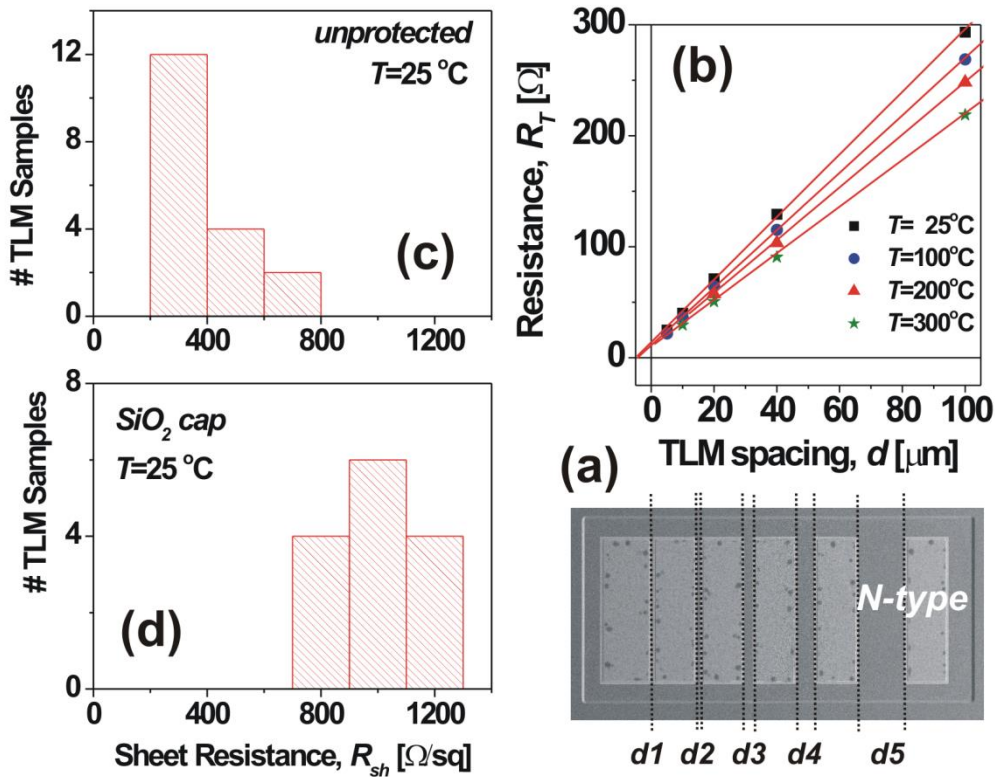 unprotected
T=25 °C
(c)
# TLM Samples
12
8
4
0
0 400 800 1200
SiO2 cap
T=25 °C
(d)
# TLM Samples
8
4
0
0 400 800 1200
Sheet Resistance, Rsh [Ω/sq]
(b)
Resistance, RT [Ω]
300
200
100
0
T= 25°C
T=100°C
T=200°C
T=300°C
0 20 40 60 80 100
TLM spacing, d [μm]
(a)
N-type
d1 d2 d3 d4 d5